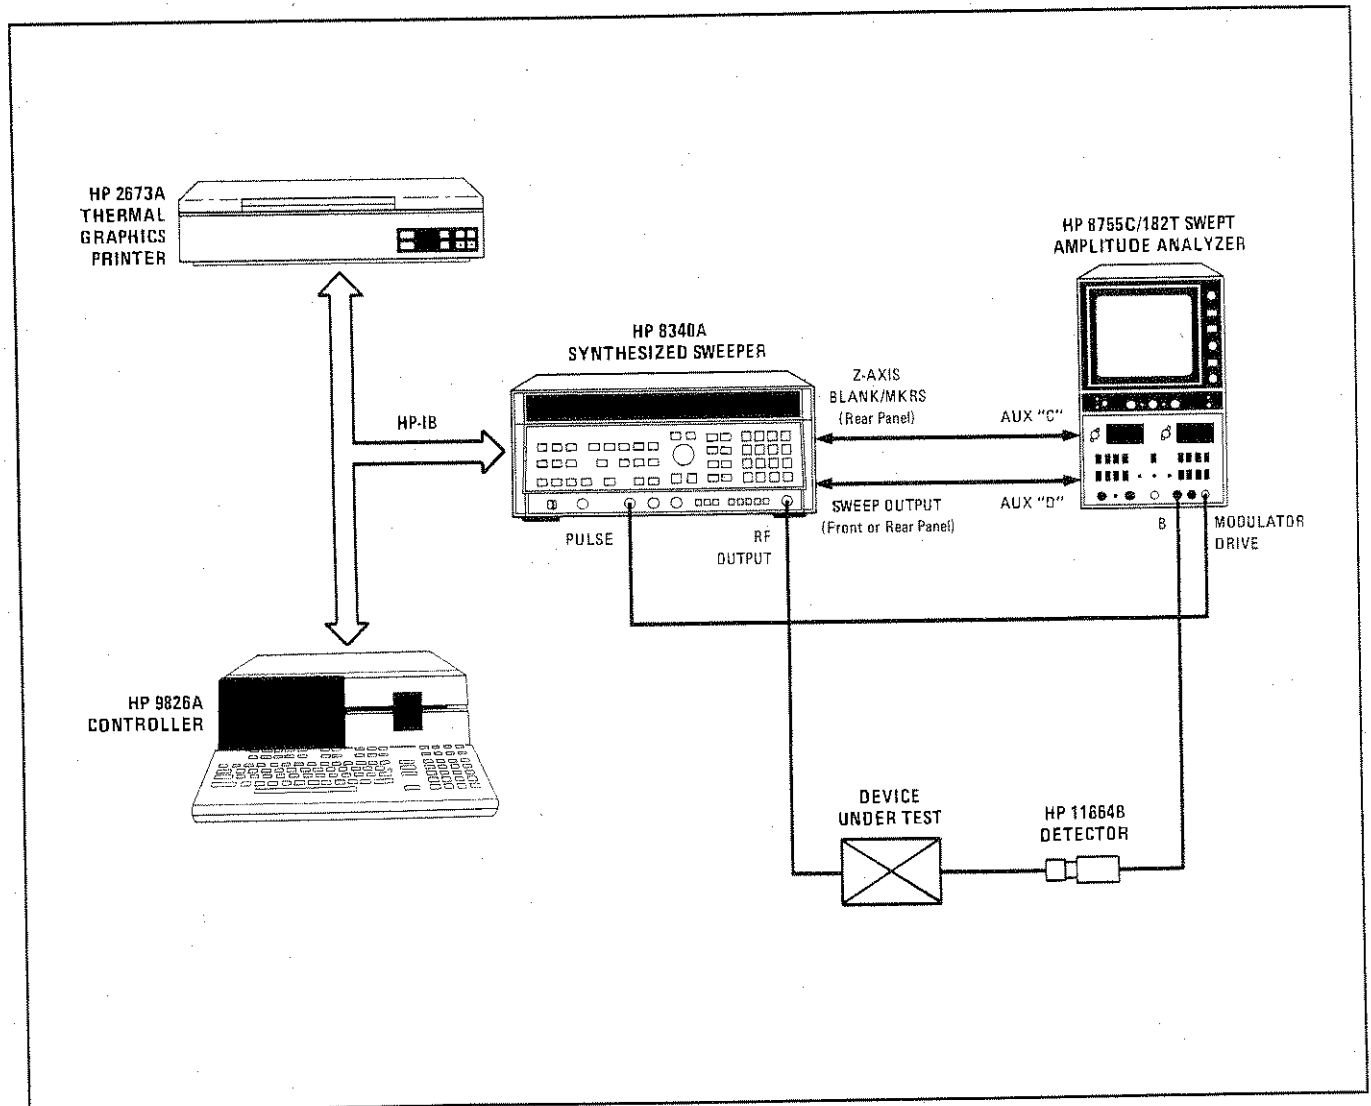 HP 2673A
THERMAL
GRAPHICS
PRINTER
HP 8755C/182T SWEPT
AMPLITUDE ANALYZER
HP 8340A
SYNTHESIZED SWEEPER
Z-AXIS
BLANK/MKRS
(Rear Panel)
AUX "C"
HP-IB
SWEEP OUTPUT
(Front or Rear Panel)
AUX "D"
PULSE
RF
OUTPUT
B
MODULATOR
DRIVE
HP 9826A
CONTROLLER
DEVICE
UNDER TEST
HP 11664B
DETECTOR